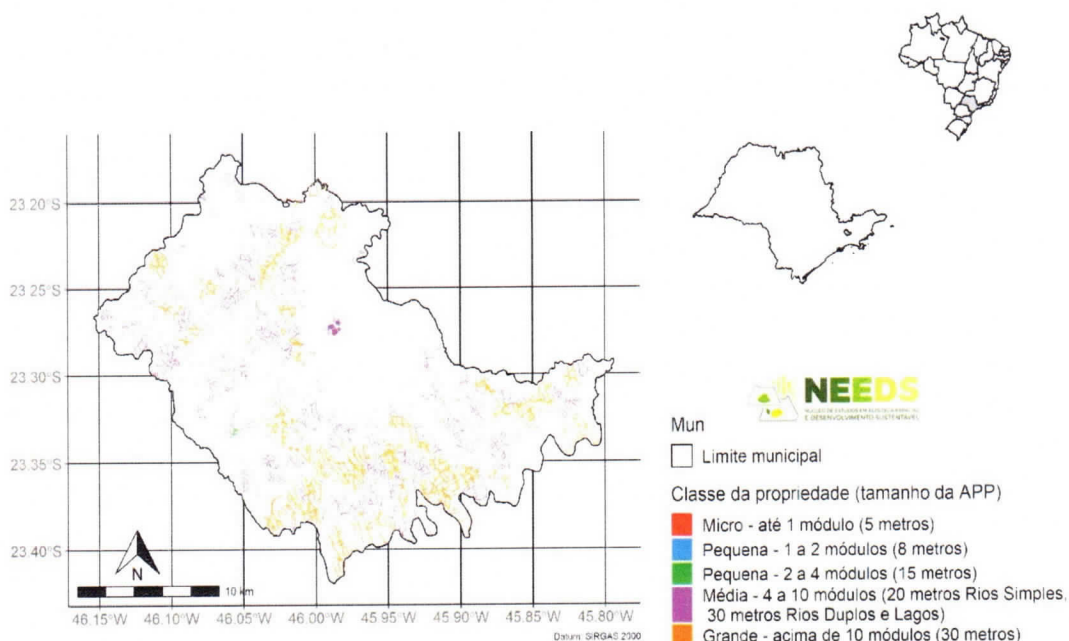 23 20°S
23.25°S
23.30°S
23.35°S
23.40°S
N
10 km
46.15°W 46.10°W 46.05°W 46.00°W 45.95°W 45.90°W 45.85°W 45.80°W
Datum: SIRGAS 2000
NEEDS
E DESENVOLVIMENTO SUSTENTÁVEL
Mun
Limite municipal
Classe da propriedade (tamanho da APP)
Micro - até 1 módulo (5 metros)
Pequena - 1 a 2 módulos (8 metros)
Pequena - 2 a 4 módulos (15 metros)
Média - 4 a 10 módulos (20 metros Rios Simples,
30 metros Rios Duplos e Lagos)
Grande - acima de 10 módulos (30 metros)